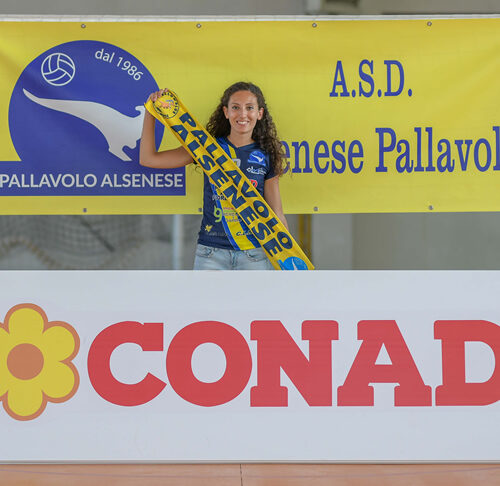 dal 1986
PALLAVOLO ALSENESE
A.S.D.
enese Pallavol
PALLAVOLO
ALSENESE
CONAD